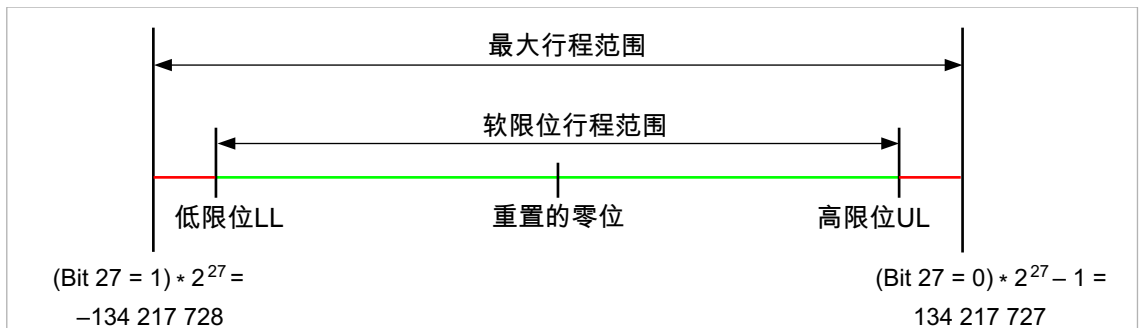 最大行程范围
软限位行程范围
低限位LL
重置的零位
高限位UL
(Bit 27 = 1) * 2^27 =
–134 217 728
(Bit 27 = 0) * 2^27 – 1 =
134 217 727